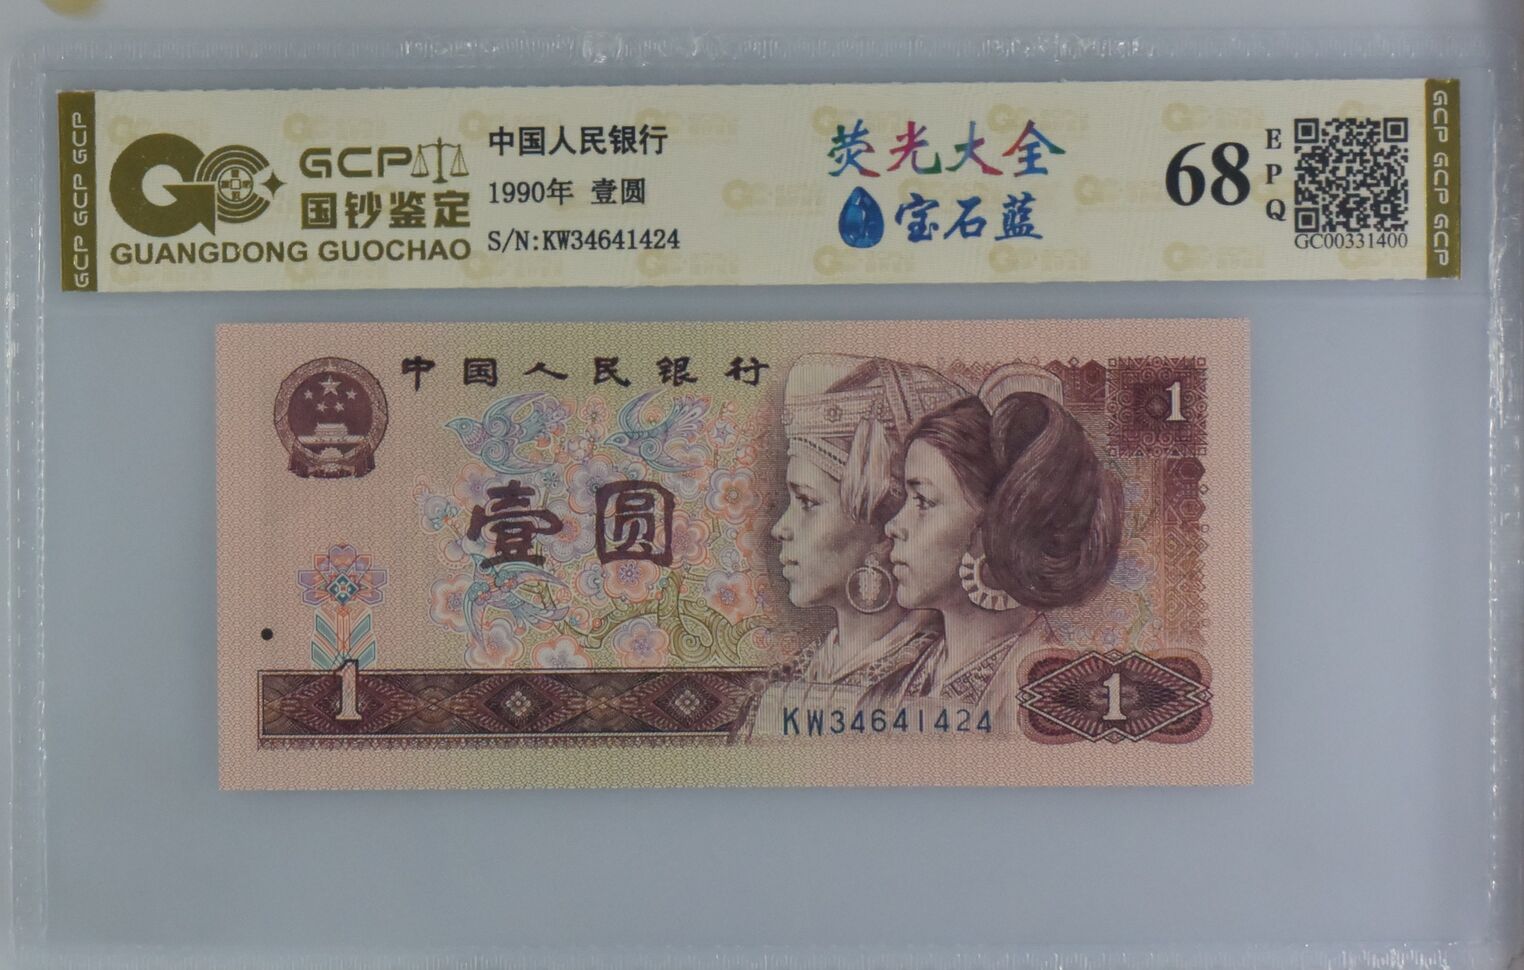 GCP GCP GCP
GCP
国钞鉴定
GUANGDONG GUOCHAO
中国人民银行
1990年 壹圆
S/N:KW34641424
荧光大全
宝石蓝
68
EPQ
GC00331400
GCP GCP GCP
中国人民银行
1
壹圆
1
1
KW34641424